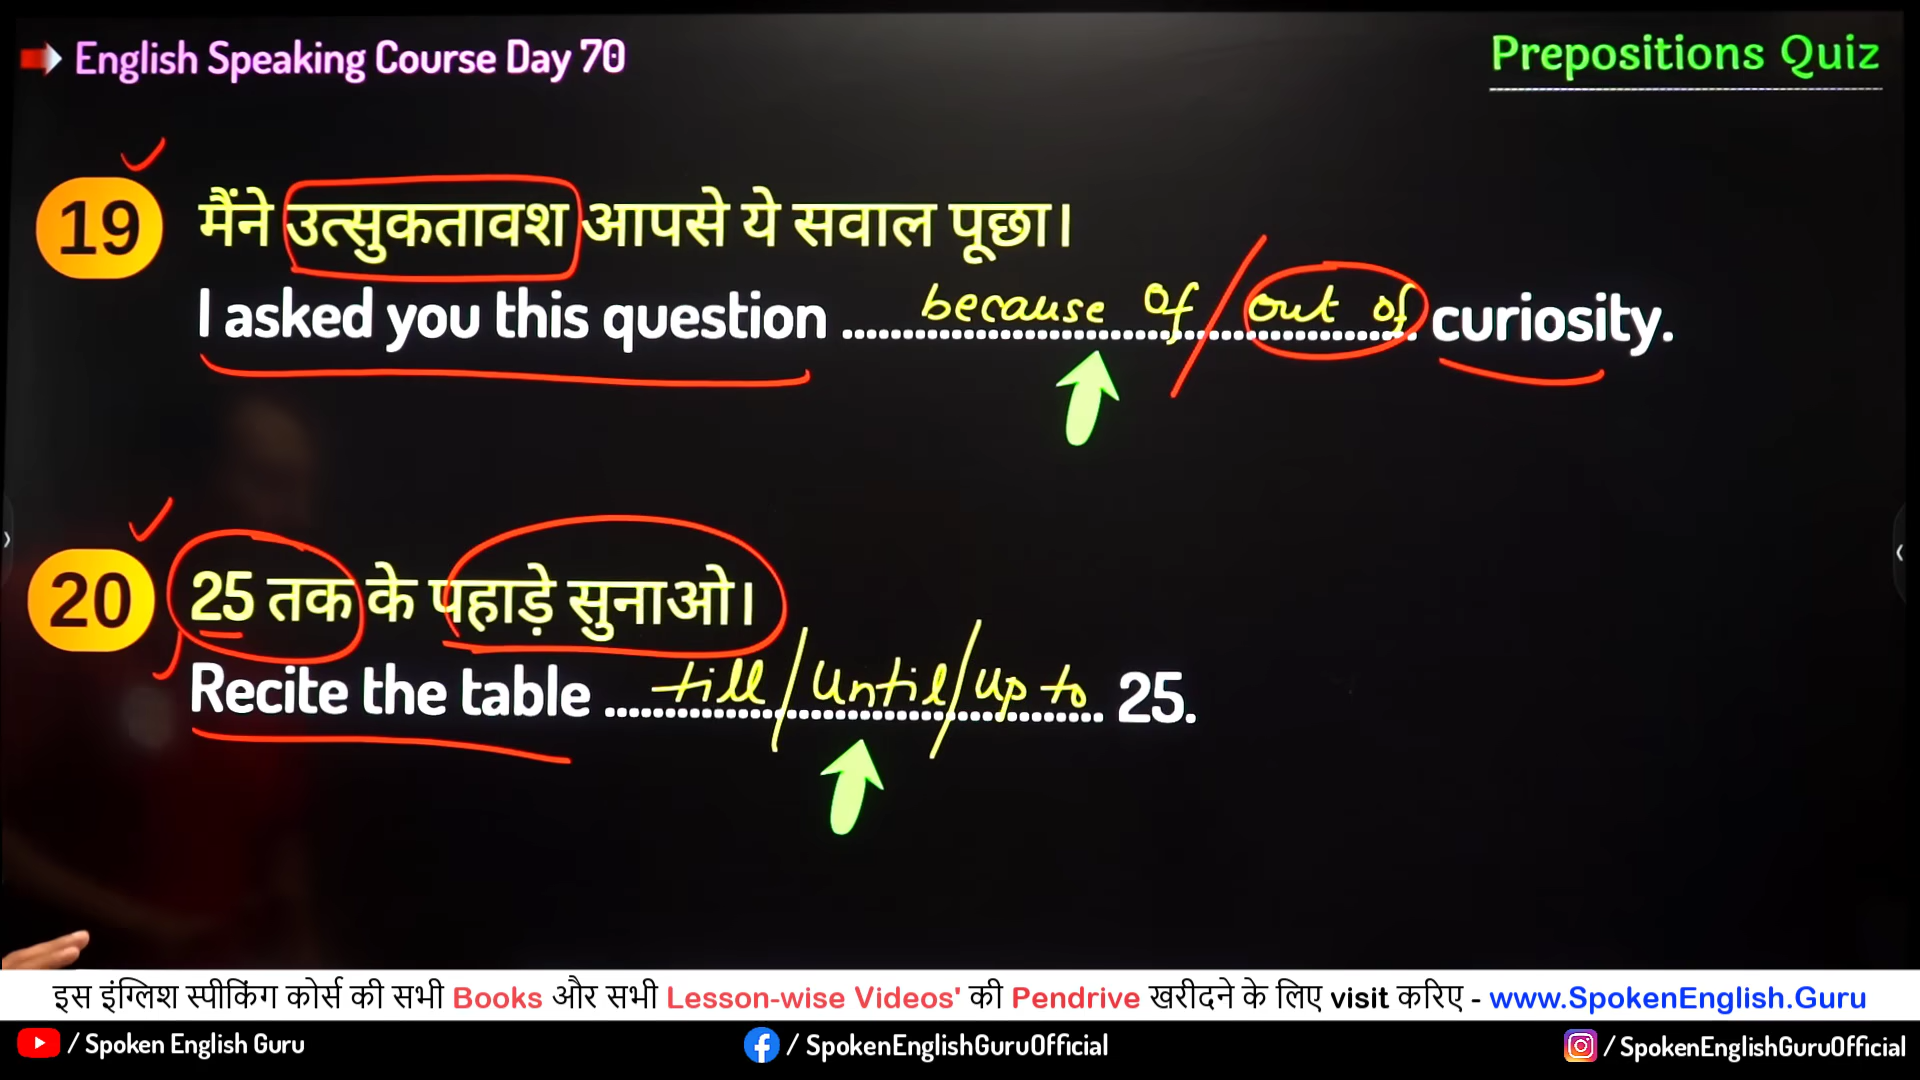 English Speaking Course Day 70
Prepositions Quiz
19 मैंने उत्सुकतावश आपसे ये सवाल पूछा।
I asked you this question because of / out of curiosity.
20 25 तक के पहाड़े सुनाओ।
Recite the table till / until / up to 25.
इस इंग्लिश स्पीकिंग कोर्स की सभी Books और सभी Lesson-wise Videos' की Pendrive खरीदने के लिए visit करिए - www.SpokenEnglish.Guru
/ Spoken English Guru
/ SpokenEnglishGuruOfficial
/ SpokenEnglishGuruOfficial